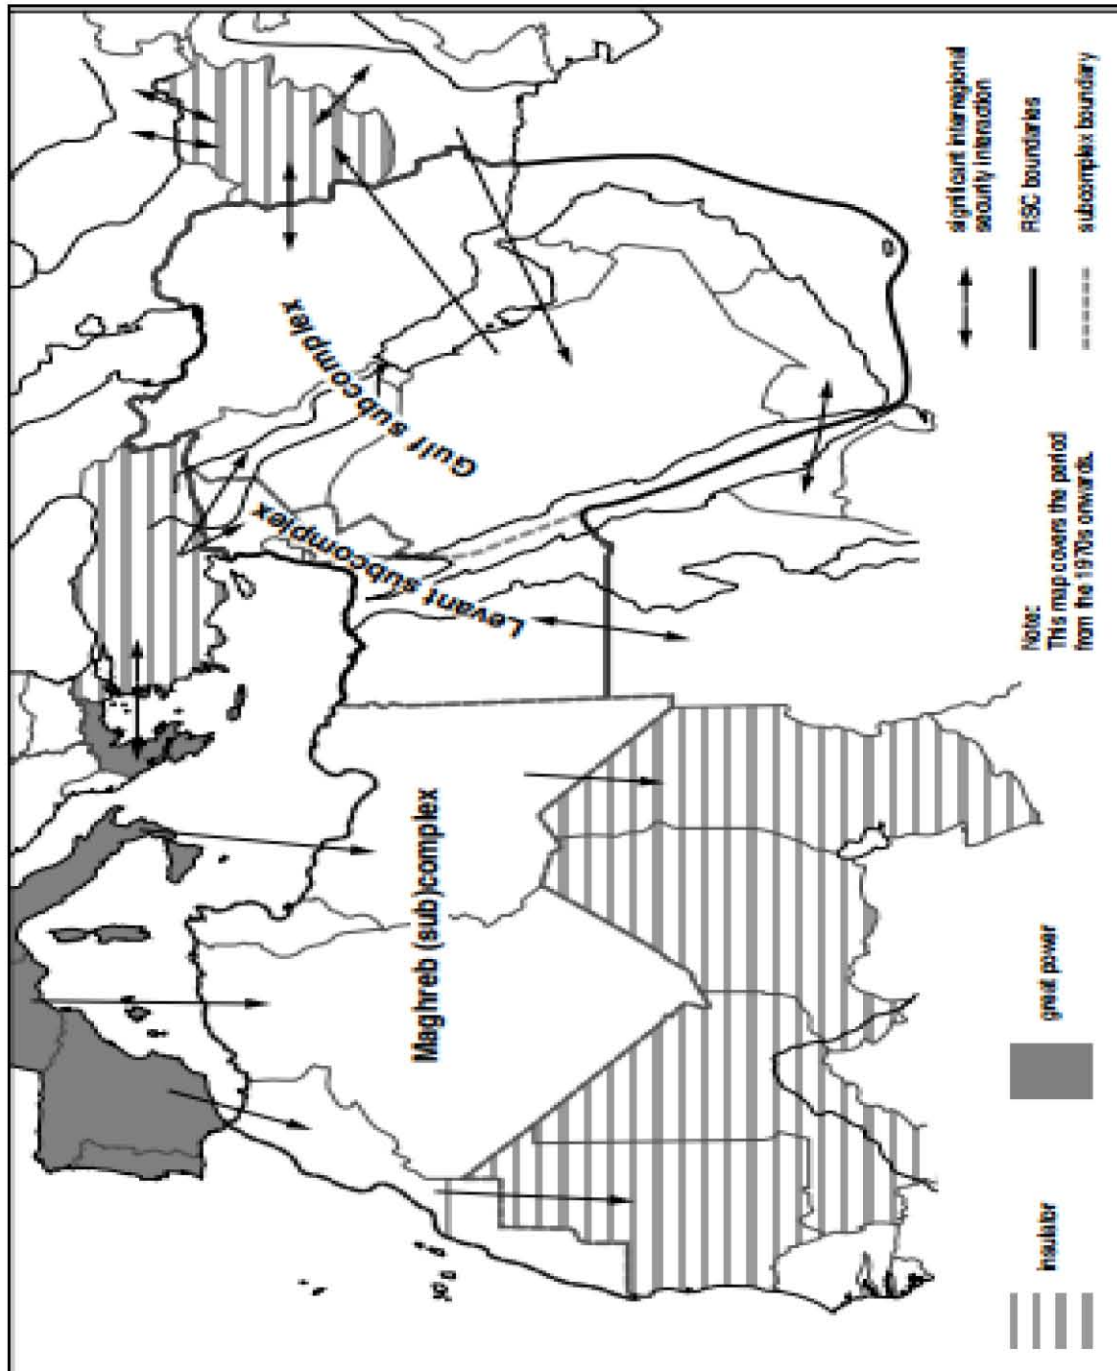 Maghreb (sub)complex
Levant subcomplex
Gulf subcomplex
insulator
great power
Note:
This map covers the period
from the 1970s onwards.
significant interregional
security interaction
RSC boundaries
subcomplex boundary